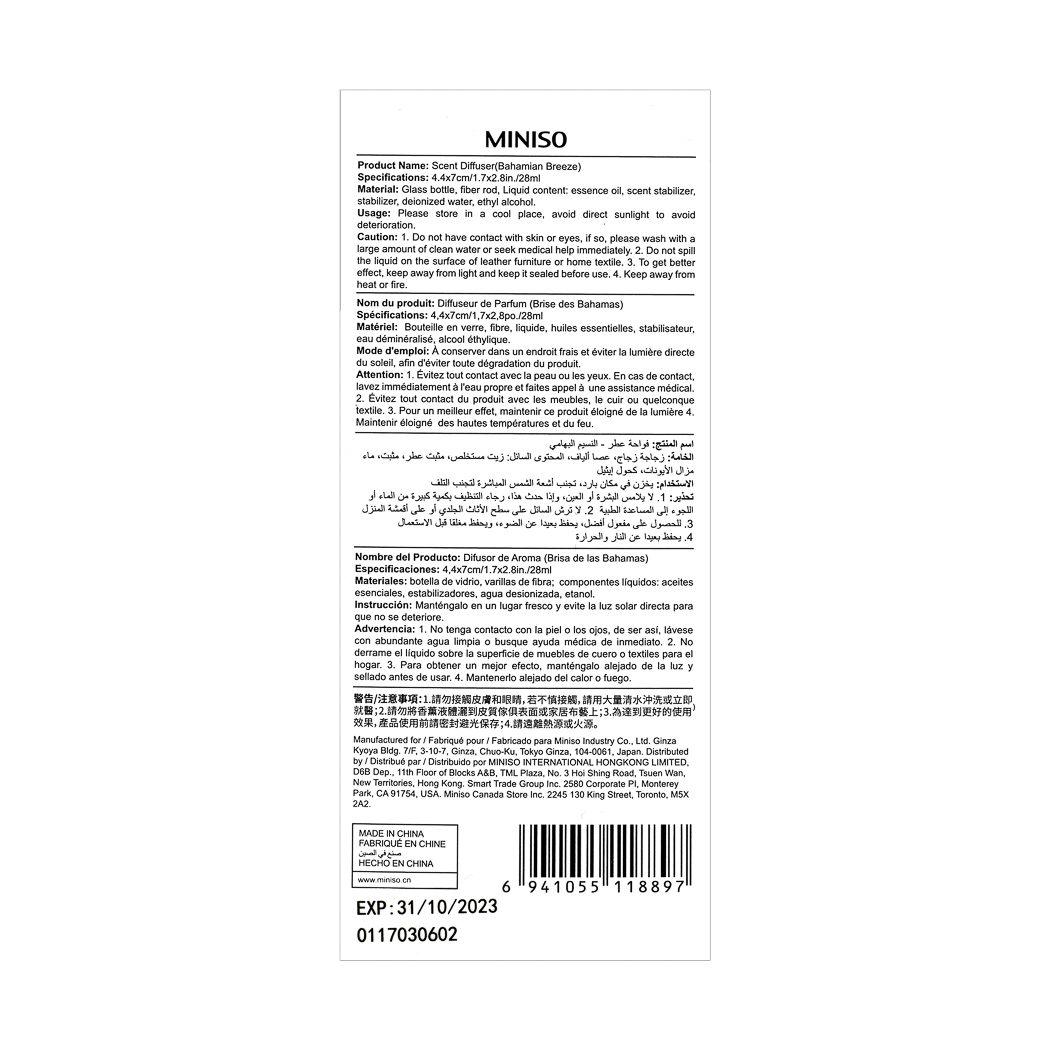 MINISO
Product Name: Scent Diffuser(Bahamian Breeze)
Specifications: 4.4x7cm/1.7x2.8in./28ml
Material: Glass bottle, fiber rod, Liquid content: essence oil, scent stabilizer,
stabilizer, deionized water, ethyl alcohol.
Usage: Please store in a cool place, avoid direct sunlight to avoid
deterioration.
Caution: 1. Do not have contact with skin or eyes, if so, please wash with a
large amount of clean water or seek medical help immediately. 2. Do not spill
the liquid on the surface of leather furniture or home textile. 3. To get better
effect, keep away from light and keep it sealed before use. 4. Keep away from
heat or fire.
Nom du produit: Diffuseur de Parfum (Brise des Bahamas)
Spécifications: 4,4x7cm/1,7x2,8po./28ml
Matériel: Bouteille en verre, fibre, liquide, huiles essentielles, stabilisateur,
eau déminéralisé, alcool éthylique.
Mode d'emploi: À conserver dans un endroit frais et éviter la lumière directe
du soleil, afin d'éviter toute dégradation du produit.
Attention: 1. Évitez tout contact avec la peau ou les yeux. En cas de contact,
lavez immédiatement à l'eau propre et faites appel à une assistance médical.
2. Évitez tout contact du produit avec les meubles, le cuir ou quelconque
textile. 3. Pour un meilleur effet, maintenir ce produit éloigné de la lumière 4.
Maintenir éloigné des hautes températures et du feu.
اسم المنتج: فواحة عطر - النسيم البهامي
الخامة: زجاجة زجاج، عصا ألياف، المحتوى السائل: زيت مستخلص، مثبت عطر، مثبت، ماء
مزال الأيونات، كحول إيثيل
الاستخدام: يخزن في مكان بارد، تجنب أشعة الشمس المباشرة لتجنب التلف
تحذير: 1. لا يلامس البشرة أو العين، وإذا حدث هذا، رجاء التنظيف بكمية كبيرة من الماء أو
اللجوء إلى المساعدة الطبية 2. لا ترش السائل على سطح الأثاث الجلدي أو على أقمشة المنزل
3. للحصول على مفعول أفضل، يحفظ بعيدا عن الضوء، ويحفظ مغلقا قبل الاستعمال
4. يحفظ بعيدا عن النار والحرارة
Nombre del Producto: Difusor de Aroma (Brisa de las Bahamas)
Especificaciones: 4,4x7cm/1.7x2.8in./28ml
Materiales: botella de vidrio, varillas de fibra; componentes líquidos: aceites
esenciales, estabilizadores, agua desionizada, etanol.
Instrucción: Manténgalo en un lugar fresco y evite la luz solar directa para
que no se deteriore.
Advertencia: 1. No tenga contacto con la piel o los ojos, de ser así, lávese
con abundante agua limpia o busque ayuda médica de inmediato. 2. No
derrame el líquido sobre la superficie de muebles de cuero o textiles para el
hogar. 3. Para obtener un mejor efecto, manténgalo alejado de la luz y
sellado antes de usar. 4. Mantenerlo alejado del calor o fuego.
警告/注意事項:1.請勿接觸皮膚和眼睛,若不慎接觸,請用大量清水沖洗或立即
就醫;2.請勿將香薰液體灑到皮質傢俱表面或家居布藝上;3.為達到更好的使用
效果,產品使用前請密封避光保存;4.請遠離熱源或火源。
Manufactured for / Fabriqué pour / Fabricado para Miniso Industry Co., Ltd. Ginza
Kyoya Bldg. 7/F, 3-10-7, Ginza, Chuo-Ku, Tokyo Ginza, 104-0061, Japan. Distributed
by / Distribué par / Distribuido por MINISO INTERNATIONAL HONGKONG LIMITED,
D6B Dep., 11th Floor of Blocks A&B, TML Plaza, No. 3 Hoi Shing Road, Tsuen Wan,
New Territories, Hong Kong. Smart Trade Group Inc. 2580 Corporate Pl, Monterey
Park, CA 91754, USA. Miniso Canada Store Inc. 2245 130 King Street, Toronto, M5X
2A2.
MADE IN CHINA
FABRIQUÉ EN CHINE
صنع في الصين
HECHO EN CHINA
www.miniso.cn
6 941055 118897
EXP:31/10/2023
0117030602